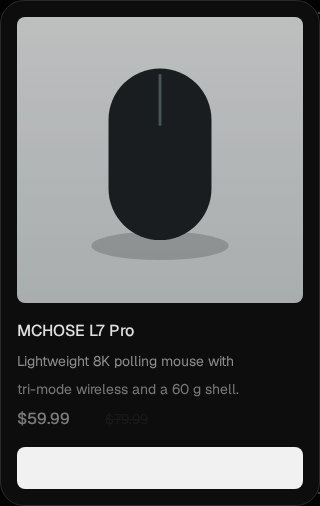 MCHOSE L7 Pro
Lightweight 8K polling mouse with
tri-mode wireless and a 60 g shell.
$59.99 $79.99